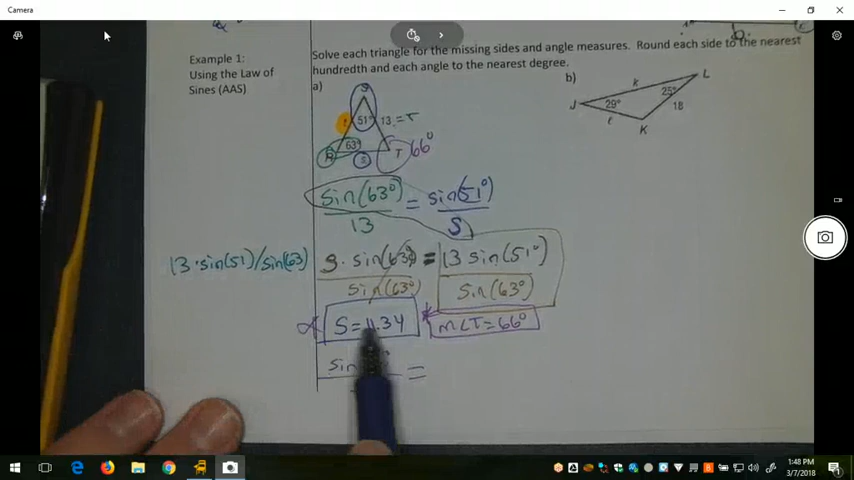 Camera
Example 1:
Using the Law
of Sines (AAS)
Solve each triangle for the missing sides and angle measures. Round each side to the nearest
hundredth and each angle to the nearest degree.
a)
51°
13
63°
T
66°
s
b)
J
k
L
29°
25°
18
K
sin(63°)
13
=
sin(51°)
S
13·sin(51)/sin(63)
s·sin(63°) = 13 sin(51°)
sin(63°)
sin(63°)
S=11.34
m∠T=66°
sin
=
1:48 PM
3/7/2018